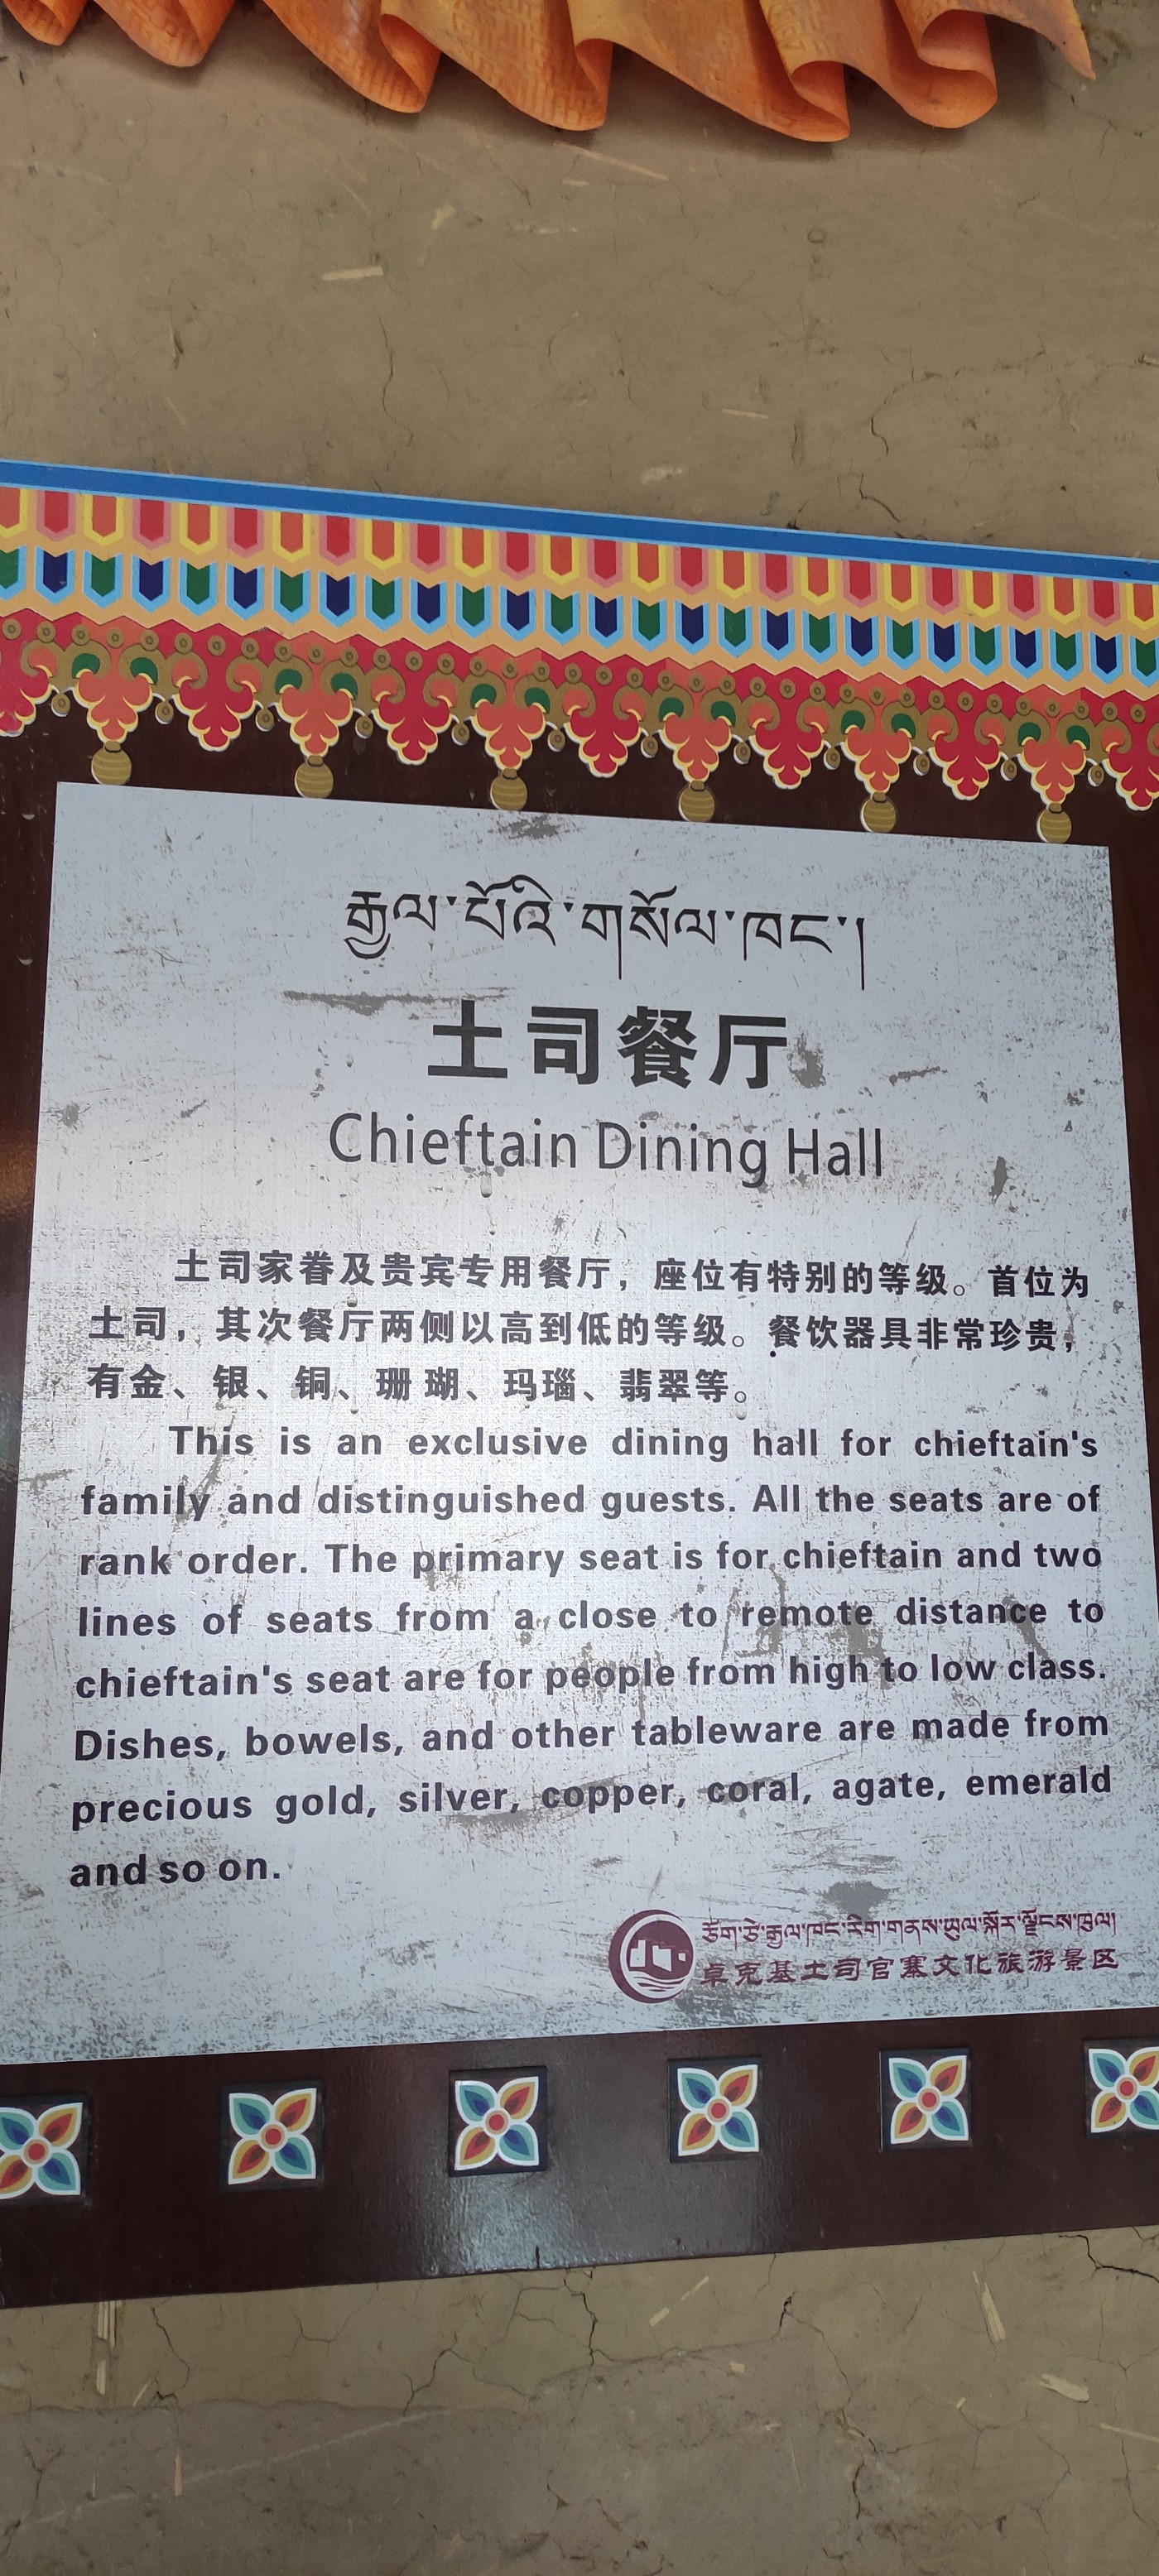 རྒྱལ་པོའི་གསོལ་ཁང་།
土司餐厅
Chieftain Dining Hall
土司家眷及贵宾专用餐厅，座位有特别的等级。首位为
土司，其次餐厅两侧以高到低的等级。餐饮器具非常珍贵，
有金、银、铜、珊瑚、玛瑙、翡翠等。
This is an exclusive dining hall for chieftain's
family and distinguished guests. All the seats are of
rank order. The primary seat is for chieftain and two
lines of seats from a close to remote distance to
chieftain's seat are for people from high to low class.
Dishes, bowels, and other tableware are made from
precious gold, silver, copper, coral, agate, emerald
and so on.
ཅོག་ཙེ་རྒྱལ་ཁང་རིག་གནས་ཡུལ་སྐོར་ལྗོངས་ཁུལ།
卓克基土司官寨文化旅游景区